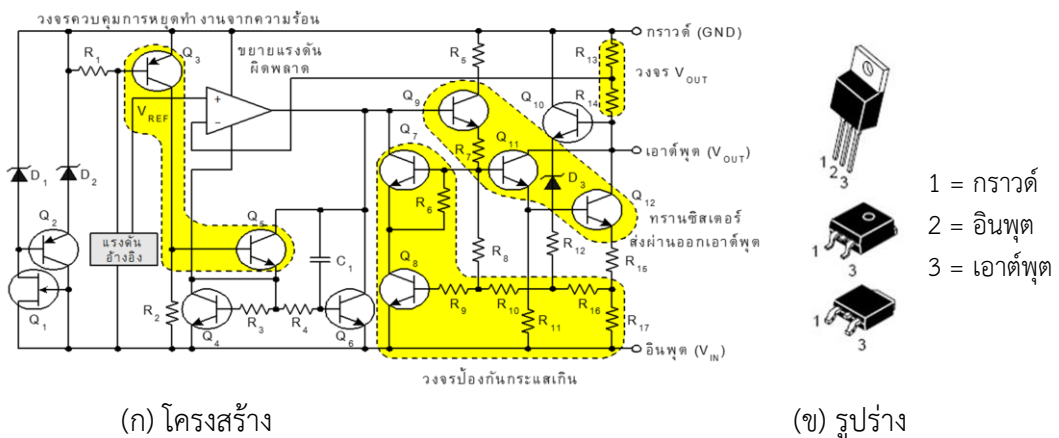 วงจรควบคุมการหยุดทำงานจากความร้อน
กราวด์ (GND)
R1
Q3
ขยายแรงดัน
ผิดพลาด
R5
R13
วงจร VOUT
R14
Q10
Q9
VREF
+
−
Q7
R7
Q11
เอาต์พุต (VOUT)
D1
D2
D3
Q12
Q2
Q5
R6
ทรานซิสเตอร์
ส่งผ่านออกเอาต์พุต
แรงดัน
อ้างอิง
C1
Q8
R8
R12
R15
Q1
R2
Q4
R3
R4
Q6
R9
R10
R11
R16
R17
อินพุต (VIN)
วงจรป้องกันกระแสเกิน
(ก) โครงสร้าง
1
2
3
3
1
3
1 = กราวด์
2 = อินพุต
3 = เอาต์พุต
1
(ข) รูปร่าง